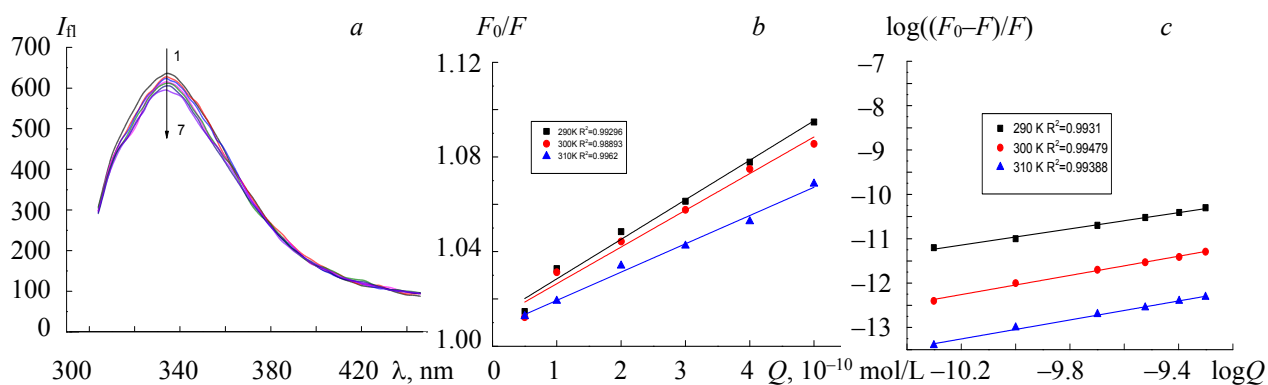 I_fl a F₀/F b log((F₀–F)/F) c
700
600
500
400
300
200
100
0
1
7
300 340 380 420 λ, nm
1.12
1.08
1.04
1.00
290K R²=0.99296
300K R²=0.98893
310K R²=0.9962
0 1 2 3 4 Q, 10⁻¹⁰ mol/L
–7
–8
–9
–10
–11
–12
–13
290 K R²=0.9931
300 K R²=0.99479
310 K R²=0.99388
–10.2 –9.8 –9.4 logQ